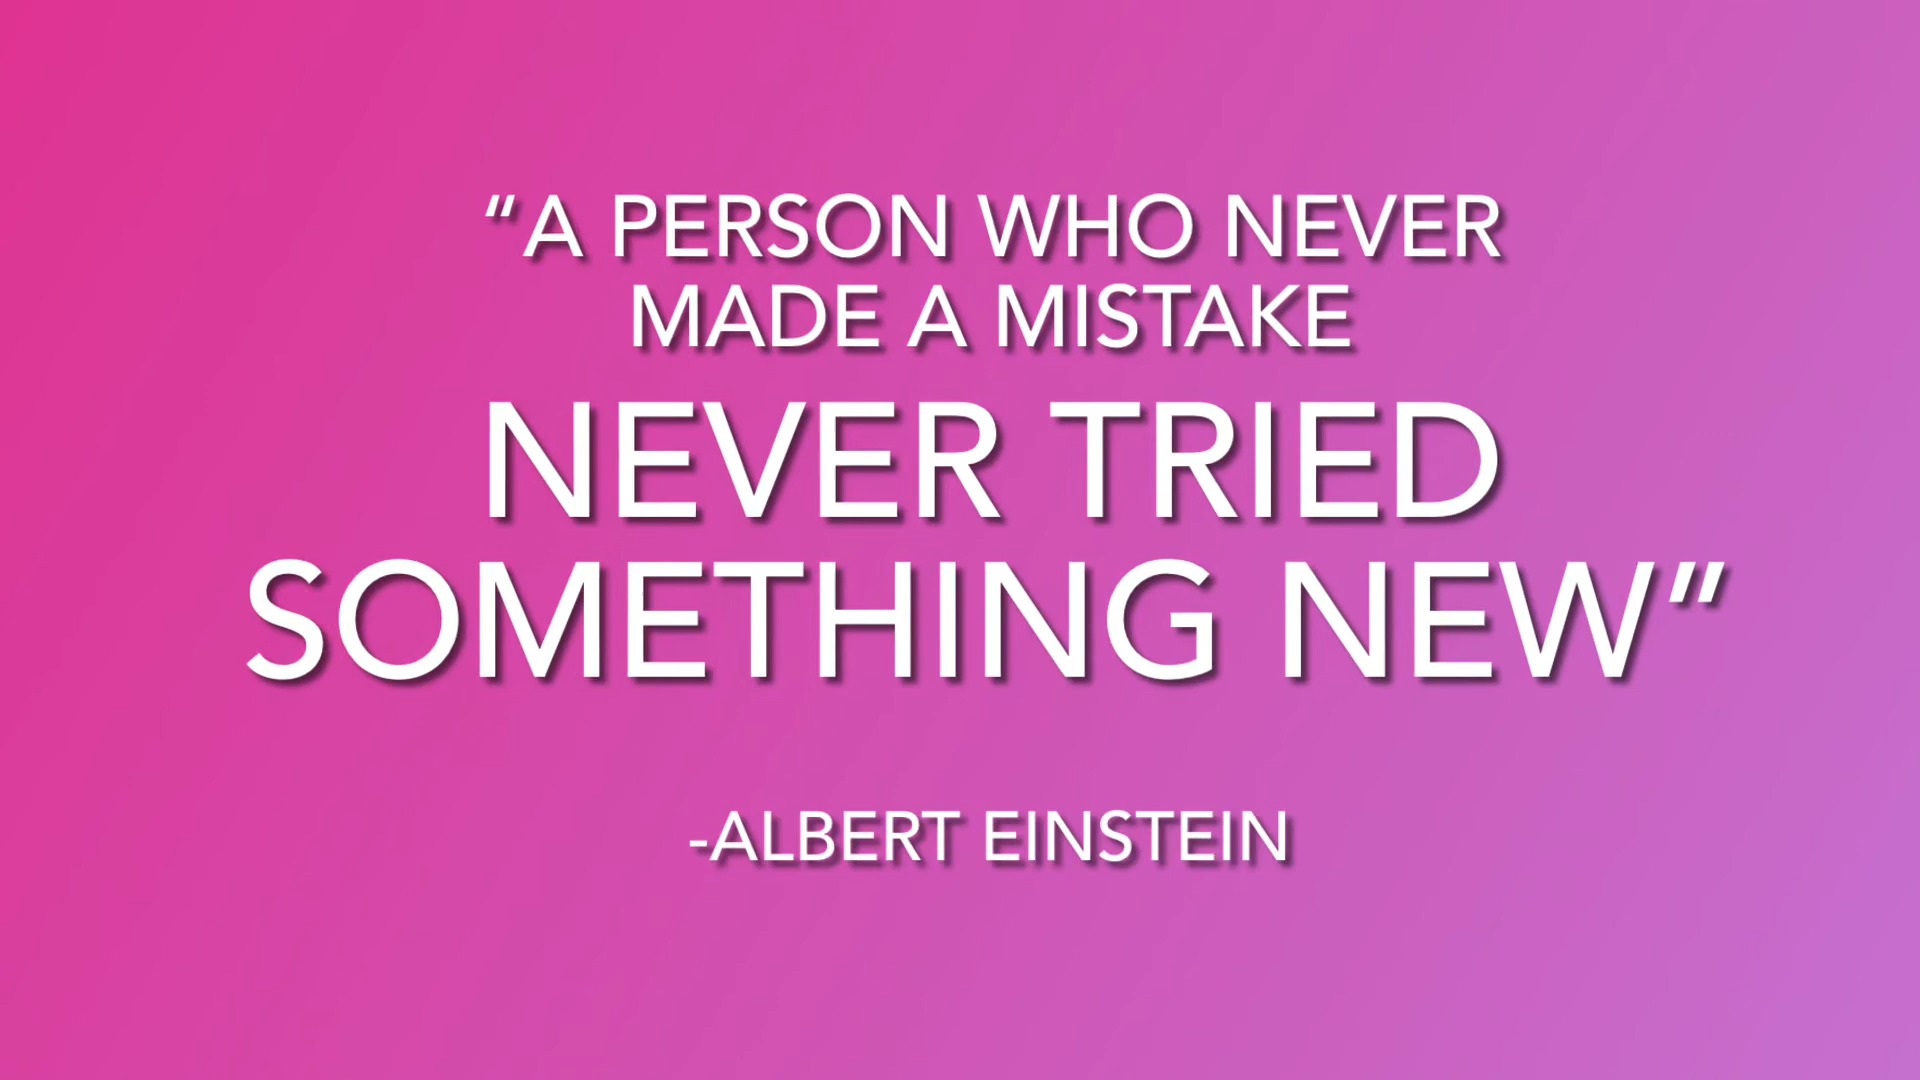 “A PERSON WHO NEVER
MADE A MISTAKE
NEVER TRIED
SOMETHING NEW”
-ALBERT EINSTEIN